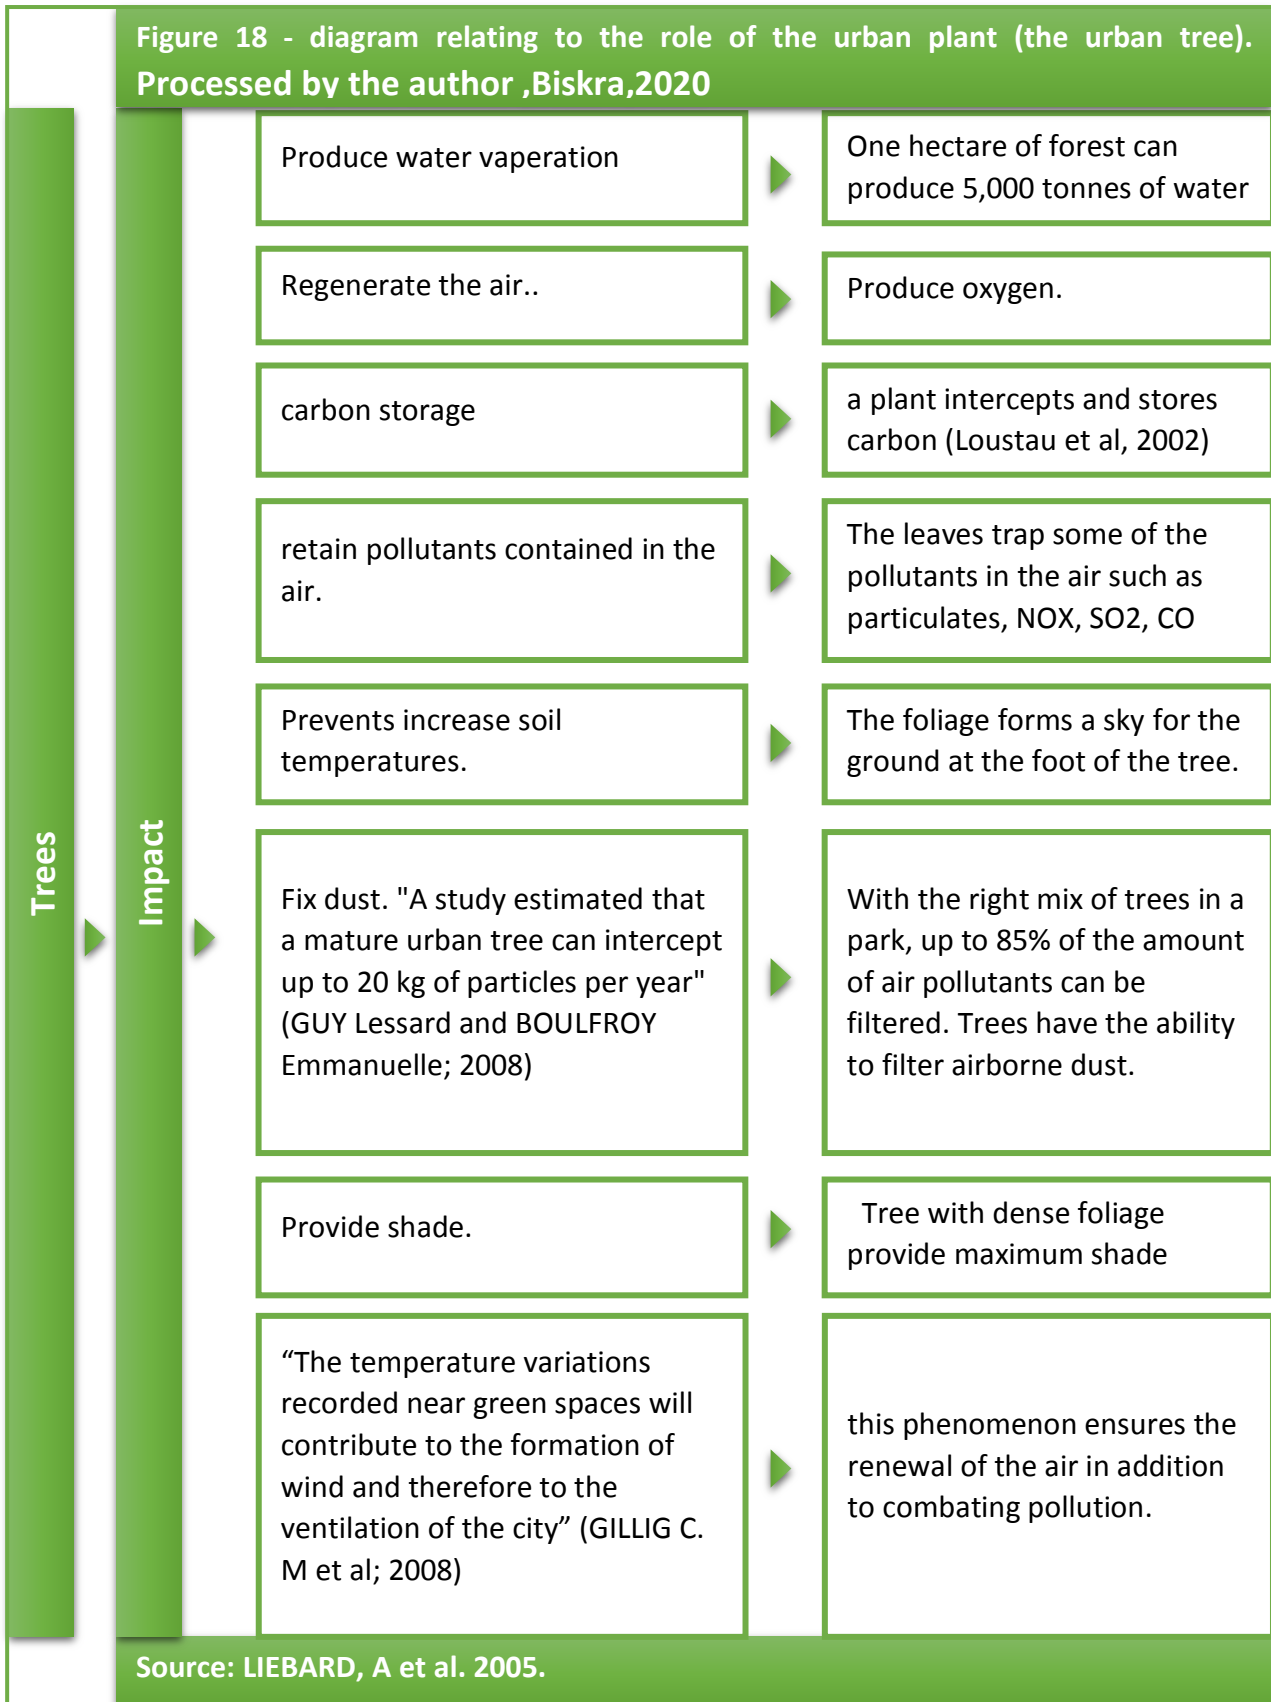 Figure 18 - diagram relating to the role of the urban plant (the urban tree).
Processed by the author ,Biskra,2020
Trees
Impact
Produce water vaperation
One hectare of forest can
produce 5,000 tonnes of water
Regenerate the air..
Produce oxygen.
carbon storage
a plant intercepts and stores
carbon (Loustau et al, 2002)
retain pollutants contained in the
air.
The leaves trap some of the
pollutants in the air such as
particulates, NOX, SO2, CO
Prevents increase soil
temperatures.
The foliage forms a sky for the
ground at the foot of the tree.
Fix dust. "A study estimated that
a mature urban tree can intercept
up to 20 kg of particles per year"
(GUY Lessard and BOULFROY
Emmanuelle; 2008)
With the right mix of trees in a
park, up to 85% of the amount
of air pollutants can be
filtered. Trees have the ability
to filter airborne dust.
Provide shade.
Tree with dense foliage
provide maximum shade
“The temperature variations
recorded near green spaces will
contribute to the formation of
wind and therefore to the
ventilation of the city” (GILLIG C.
M et al; 2008)
this phenomenon ensures the
renewal of the air in addition
to combating pollution.
Source: LIEBARD, A et al. 2005.